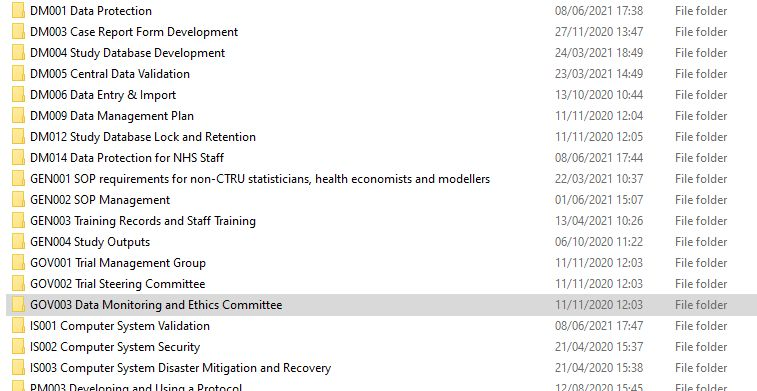 DM001 Data Protection 08/06/2021 17:38 File folder
DM003 Case Report Form Development 27/11/2020 13:47 File folder
DM004 Study Database Development 24/03/2021 18:49 File folder
DM005 Central Data Validation 23/03/2021 14:49 File folder
DM006 Data Entry & Import 13/10/2020 10:44 File folder
DM009 Data Management Plan 11/11/2020 12:04 File folder
DM012 Study Database Lock and Retention 11/11/2020 12:05 File folder
DM014 Data Protection for NHS Staff 08/06/2021 17:44 File folder
GEN001 SOP requirements for non-CTRU statisticians, health economists and modellers 22/03/2021 10:37 File folder
GEN002 SOP Management 01/06/2021 15:07 File folder
GEN003 Training Records and Staff Training 13/04/2021 10:26 File folder
GEN004 Study Outputs 06/10/2020 11:22 File folder
GOV001 Trial Management Group 11/11/2020 12:03 File folder
GOV002 Trial Steering Committee 11/11/2020 12:03 File folder
GOV003 Data Monitoring and Ethics Committee 11/11/2020 12:03 File folder
IS001 Computer System Validation 08/06/2021 17:47 File folder
IS002 Computer System Security 21/04/2020 15:37 File folder
IS003 Computer System Disaster Mitigation and Recovery 21/04/2020 15:38 File folder
PM003 Developing and Using a Protocol 12/08/2020 15:45 File folder